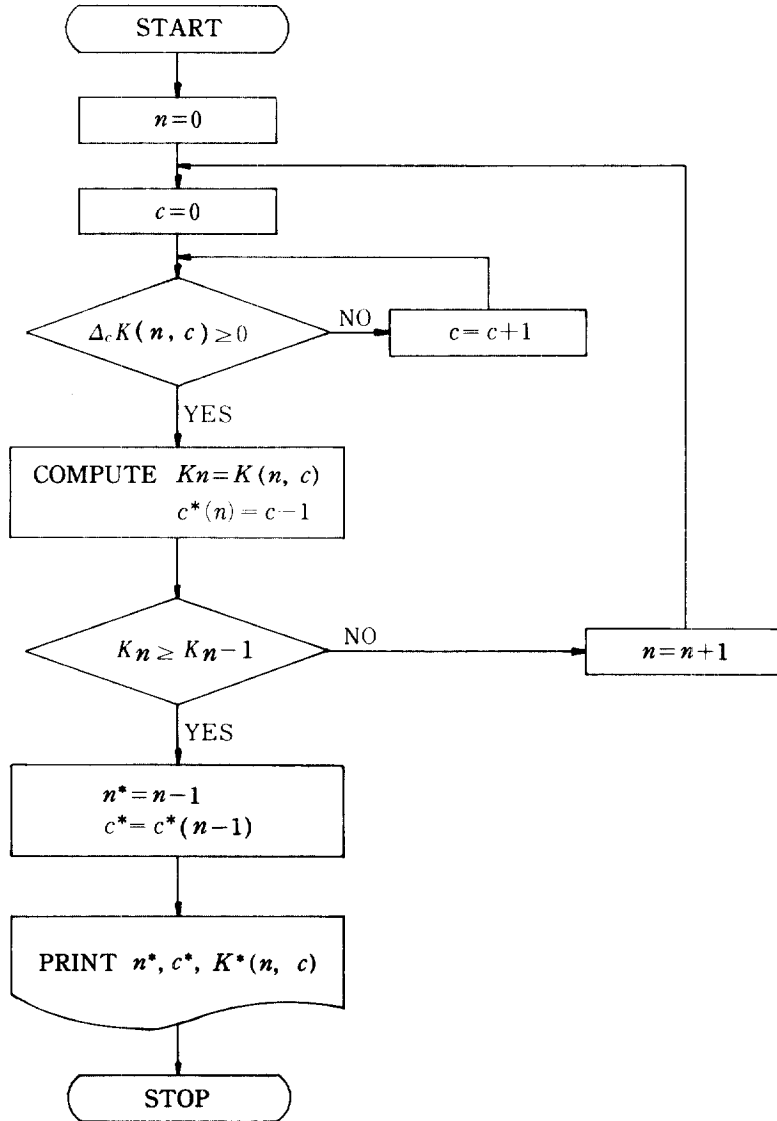 START
n=0
c=0
Δ_c K(n, c) ≥0
NO
c= c+1
YES
COMPUTE Kn=K(n, c)
c*(n)= c-1
Kn ≥ Kn-1
NO
n=n+1
YES
n*=n-1
c*= c*(n-1)
PRINT n*, c*, K*(n, c)
STOP